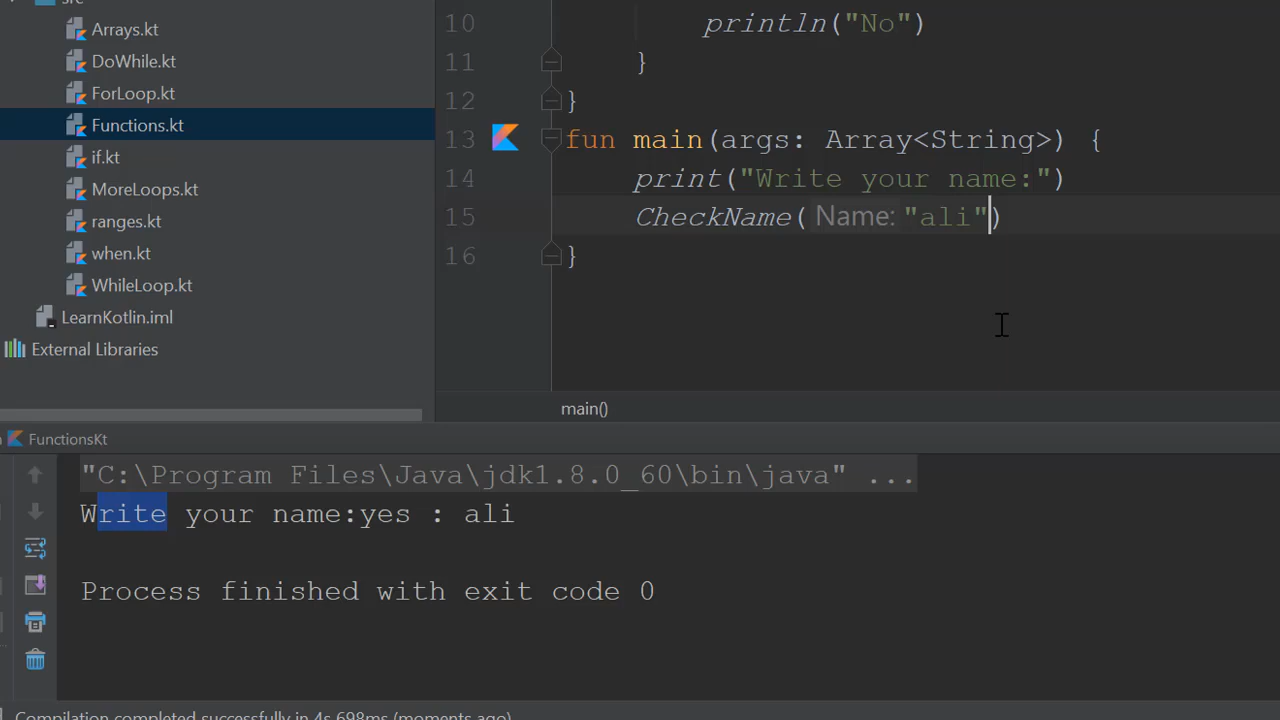 src
Arrays.kt
DoWhile.kt
ForLoop.kt
Functions.kt
if.kt
MoreLoops.kt
ranges.kt
when.kt
WhileLoop.kt
LearnKotlin.iml
External Libraries
10 println("No")
11 }
12 }
13 fun main(args: Array<String>) {
14 print("Write your name:")
15 CheckName( Name: "ali")
16 }
main()
FunctionsKt
"C:\Program Files\Java\jdk1.8.0_60\bin\java" ...
Write your name:yes : ali
Process finished with exit code 0
Compilation completed successfully in 4s 698ms (moments ago)